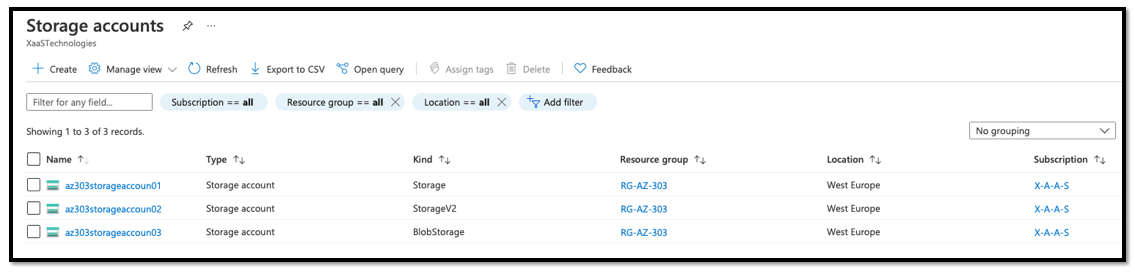 Storage accounts ...
XaaSTechnologies
Create Manage view Refresh Export to CSV Open query Assign tags Delete Feedback
Filter for any field... Subscription == all Resource group == all Location == all Add filter
Showing 1 to 3 of 3 records. No grouping
Name Type Kind Resource group Location Subscription
az303storageaccoun01 Storage account Storage RG-AZ-303 West Europe X-A-A-S
az303storageaccoun02 Storage account StorageV2 RG-AZ-303 West Europe X-A-A-S
az303storageaccoun03 Storage account BlobStorage RG-AZ-303 West Europe X-A-A-S